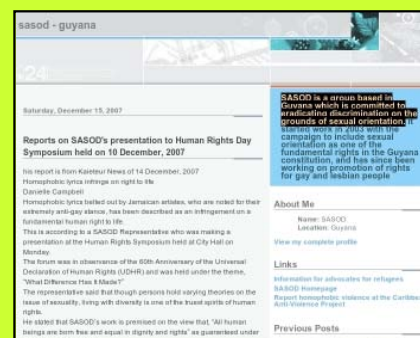 sasod - guyana
Saturday, December 15, 2007
Reports on SASOD's presentation to Human Rights Day
Symposium held on 10 December, 2007
his report is from Kaieteur News of 14 December, 2007
Homophobic lyrics infringe on right to life
Danielle Campbell
Homophobic lyrics belted out by Jamaican artistes, who are noted for their
extremely anti-gay stance, has been described as an infringement on a
fundamental human right to life.
This is according to a SASOD Representative who was making a
presentation at the Human Rights Symposium held at City Hall on
Monday.
The forum was in observance of the 60th Anniversary of the Universal
Declaration of Human Rights (UDHR) and was held under the theme,
"What Difference Has It Made?"
The representative said that though persons hold varying theories on the
issue of sexuality, living with diversity is one of the truest spirits of human
rights.
He stated that SASOD's work is premised on the view that, "All human
beings are born free and equal in dignity and rights" as guaranteed under
SASOD is a group based in
Guyana which is committed to
eradicating discrimination on the
grounds of sexual orientation. It
started work in 2003 with the
campaign to include sexual
orientation as one of the
fundamental rights in the Guyana
constitution, and has since been
working on promotion of rights
for gay and lesbian people
About Me
Name: SASOD
Location: Guyana
View my complete profile
Links
Information for advocates for refugees
SASOD Homepage
Report homophobic violence at the Caribbean
Anti Violence Project
Previous Posts